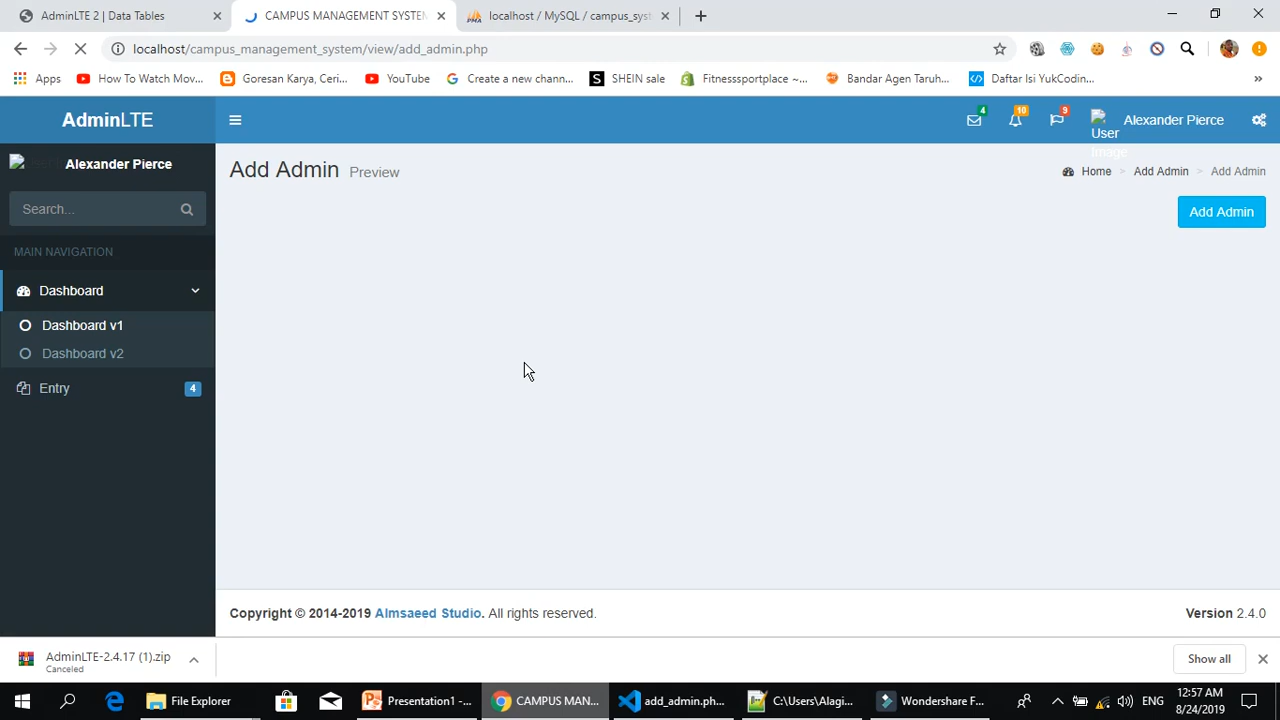 AdminLTE 2 | Data Tables
CAMPUS MANAGEMENT SYSTEM
localhost / MySQL / campus_syst
localhost/campus_management_system/view/add_admin.php
Apps
How To Watch Mov...
Goresan Karya, Ceri...
YouTube
Create a new chann...
SHEIN sale
Fitnesssportplace ~...
Bandar Agen Taruh...
Daftar Isi YukCodin...
AdminLTE
4
10
9
User Image
Alexander Pierce
Alexander Pierce
Add Admin Preview
Home > Add Admin > Add Admin
Search...
Add Admin
MAIN NAVIGATION
Dashboard
Dashboard v1
Dashboard v2
Entry 4
Copyright © 2014-2019 Almsaeed Studio. All rights reserved.
Version 2.4.0
AdminLTE-2.4.17 (1).zip
Canceled
Show all
File Explorer
Presentation1 -...
CAMPUS MAN...
add_admin.ph...
C:\Users\Alagi...
Wondershare F...
ENG
12:57 AM
8/24/2019